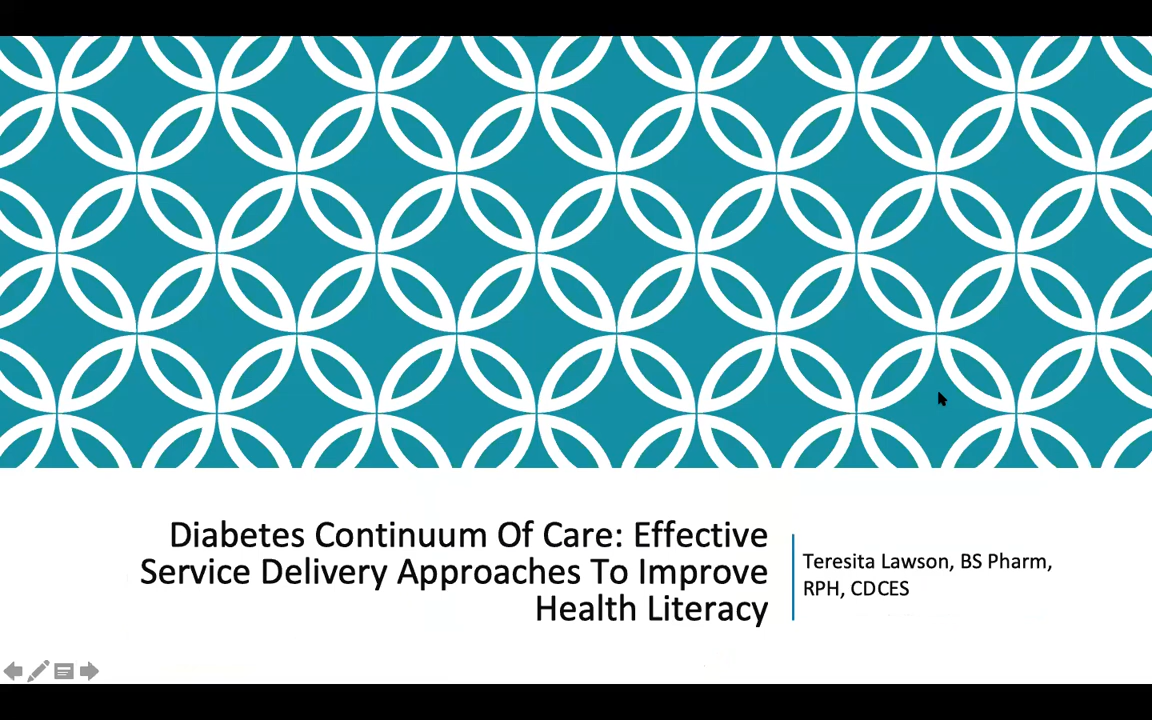 Diabetes Continuum Of Care: Effective
Service Delivery Approaches To Improve
Health Literacy
Teresita Lawson, BS Pharm,
RPH, CDCES